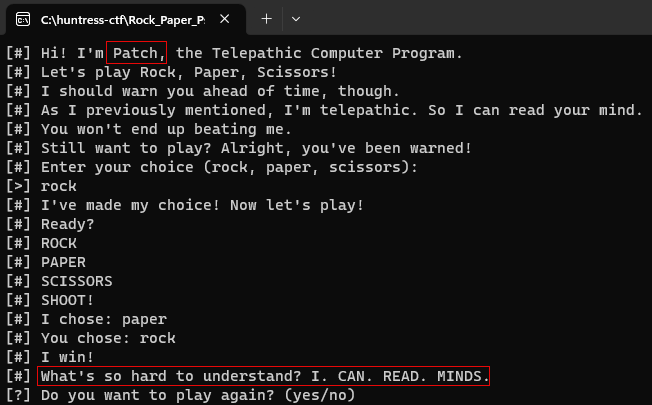 C:\huntress-ctf\Rock_Paper_P
[#] Hi! I'm Patch, the Telepathic Computer Program.
[#] Let's play Rock, Paper, Scissors!
[#] I should warn you ahead of time, though.
[#] As I previously mentioned, I'm telepathic. So I can read your mind.
[#] You won't end up beating me.
[#] Still want to play? Alright, you've been warned!
[#] Enter your choice (rock, paper, scissors):
[>] rock
[#] I've made my choice! Now let's play!
[#] Ready?
[#] ROCK
[#] PAPER
[#] SCISSORS
[#] SHOOT!
[#] I chose: paper
[#] You chose: rock
[#] I win!
[#] What's so hard to understand? I. CAN. READ. MINDS.
[?] Do you want to play again? (yes/no)